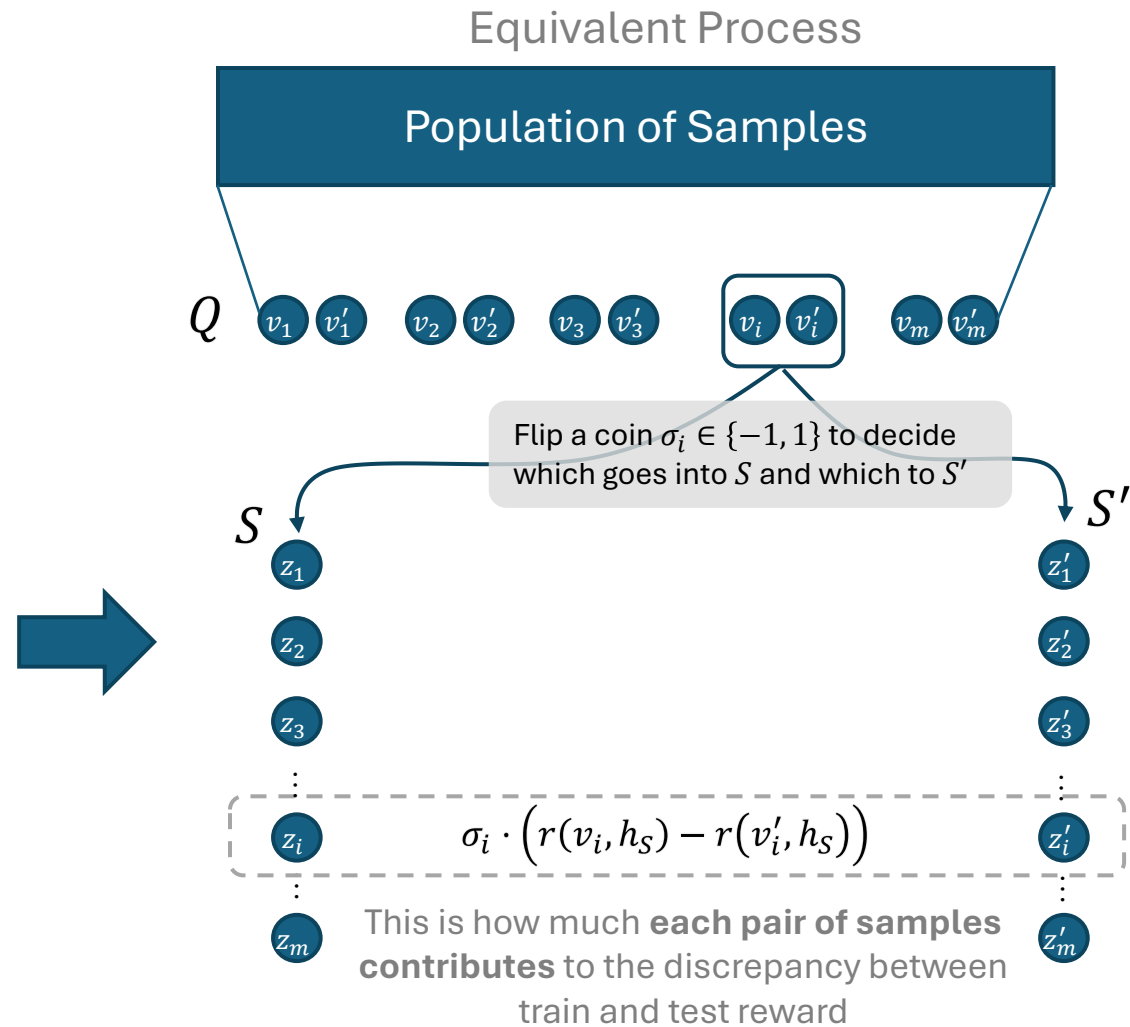 Equivalent Process
Population of Samples
Q
v₁ v′₁ v₂ v′₂ v₃ v′₃ vᵢ v′ᵢ vₘ v′ₘ
Flip a coin σᵢ ∈ {−1, 1} to decide
which goes into S and which to S′
S S′
z₁ z′₁
z₂ z′₂
z₃ z′₃
⋮ ⋮
zᵢ σᵢ · (r(vᵢ, h_S) − r(v′ᵢ, h_S)) z′ᵢ
⋮ ⋮
zₘ z′ₘ
This is how much each pair of samples
contributes to the discrepancy between
train and test reward